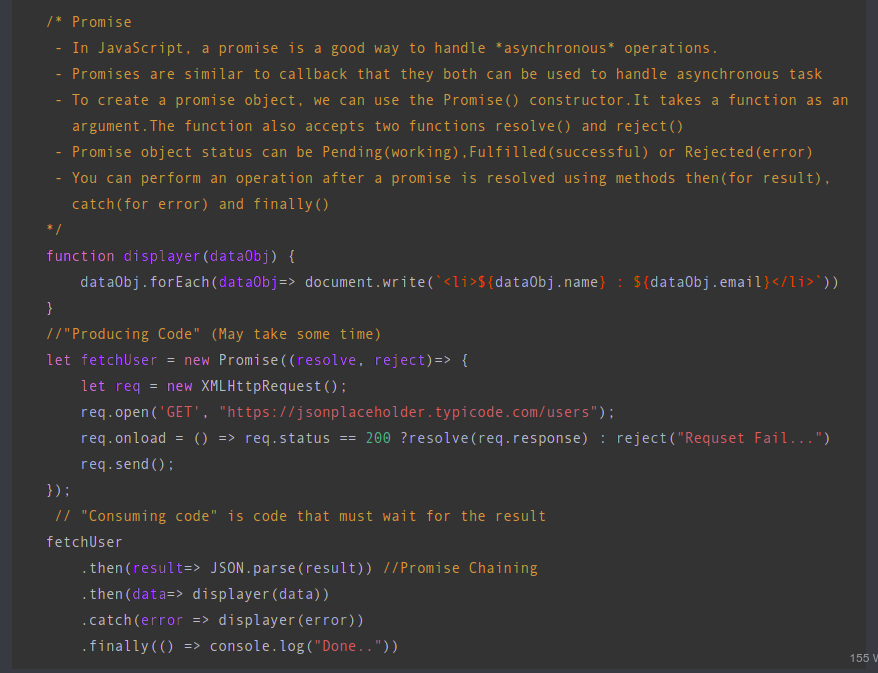 /* Promise
- In JavaScript, a promise is a good way to handle *asynchronous* operations.
- Promises are similar to callback that they both can be used to handle asynchronous task
- To create a promise object, we can use the Promise() constructor.It takes a function as an
argument.The function also accepts two functions resolve() and reject()
- Promise object status can be Pending(working),Fulfilled(successful) or Rejected(error)
- You can perform an operation after a promise is resolved using methods then(for result),
catch(for error) and finally()
*/
function displayer(dataObj) {
dataObj.forEach(dataObj=> document.write(`<li>${dataObj.name} : ${dataObj.email}</li>`))
}
//"Producing Code" (May take some time)
let fetchUser = new Promise((resolve, reject)=> {
let req = new XMLHttpRequest();
req.open('GET', "https://jsonplaceholder.typicode.com/users");
req.onload = () => req.status == 200 ?resolve(req.response) : reject("Requset Fail...")
req.send();
});
// "Consuming code" is code that must wait for the result
fetchUser
.then(result=> JSON.parse(result)) //Promise Chaining
.then(data=> displayer(data))
.catch(error => displayer(error))
.finally(() => console.log("Done.."))
155